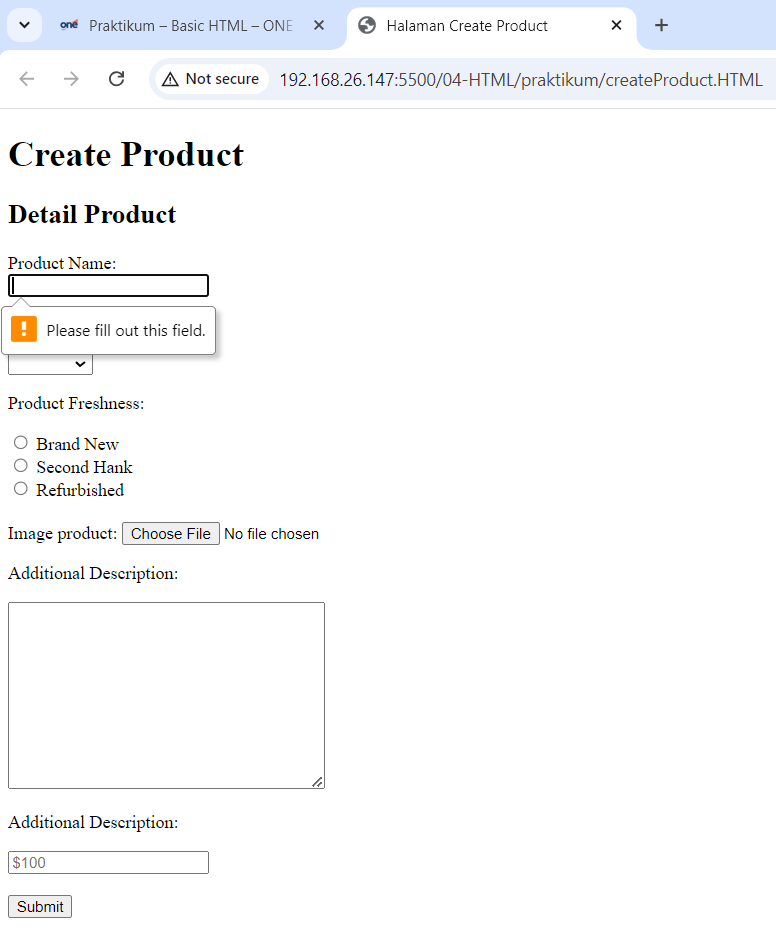 one Praktikum – Basic HTML – ONE
Halaman Create Product
Not secure 192.168.26.147:5500/04-HTML/praktikum/createProduct.HTML
Create Product
Detail Product
Product Name:
Please fill out this field.
Product Freshness:
Brand New
Second Hank
Refurbished
Image product: Choose File No file chosen
Additional Description:
Additional Description:
$100
Submit